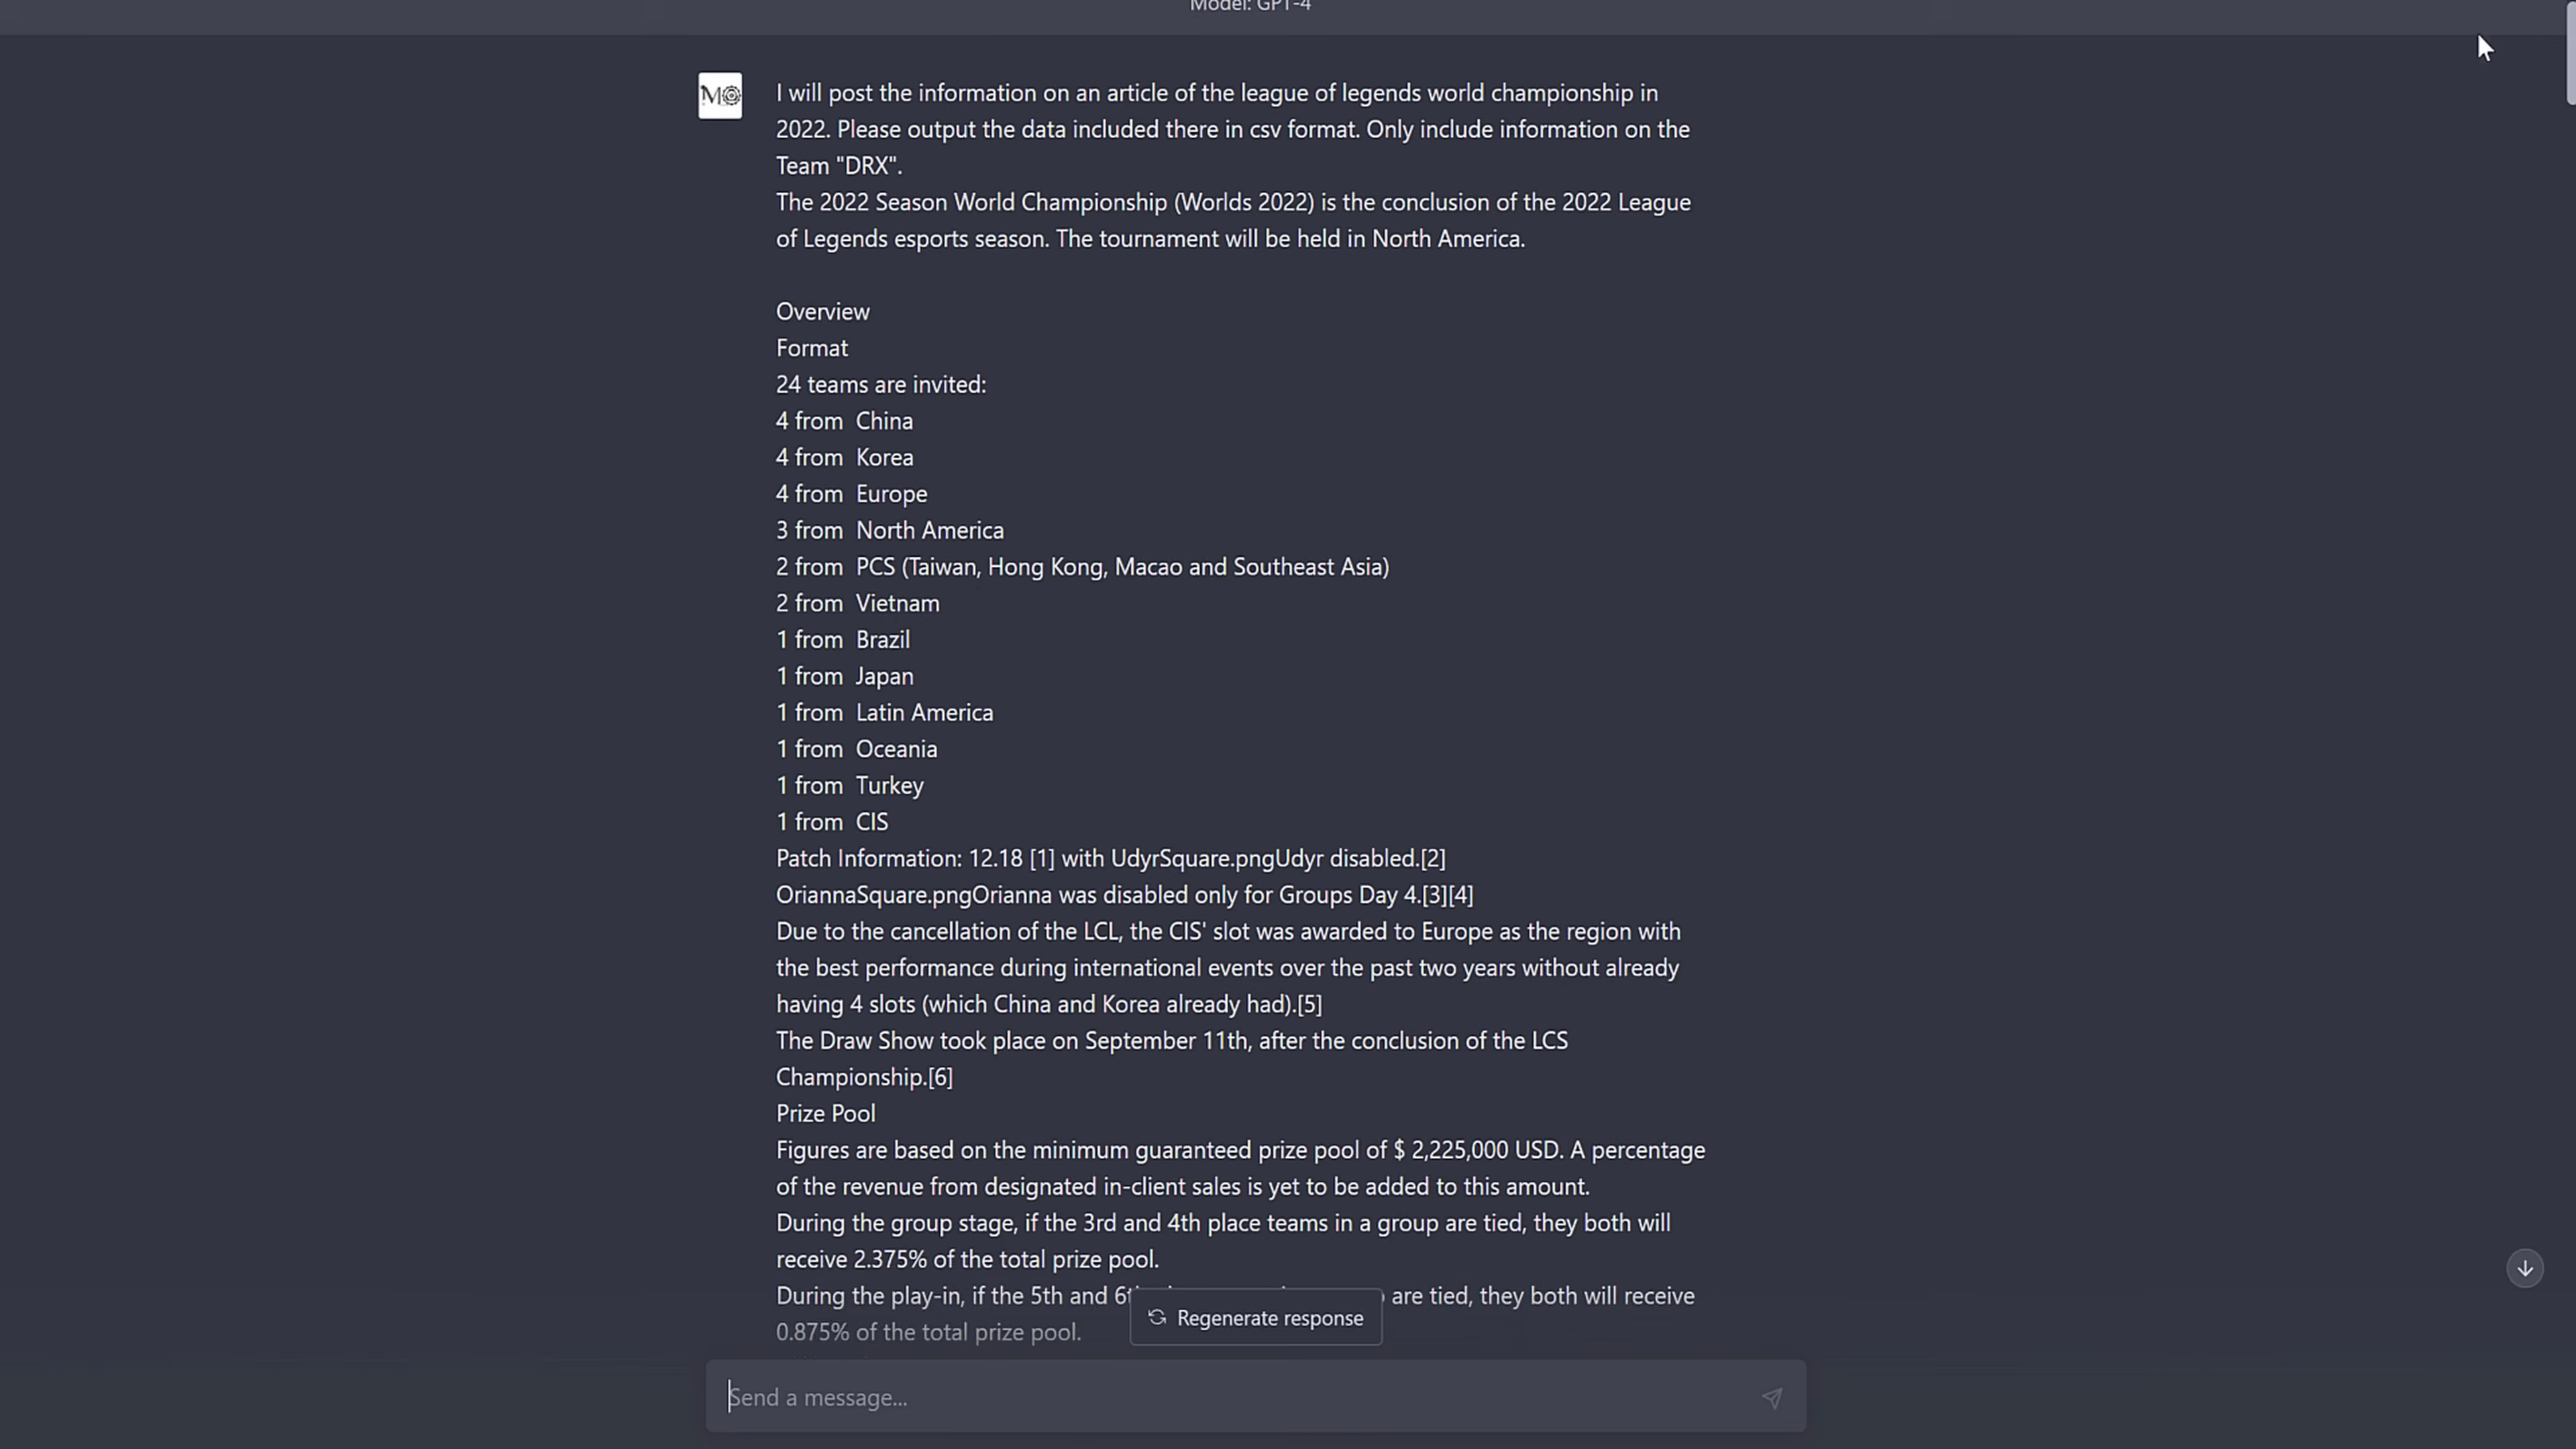 Model: GPT-4
I will post the information on an article of the league of legends world championship in
2022. Please output the data included there in csv format. Only include information on the
Team "DRX".
The 2022 Season World Championship (Worlds 2022) is the conclusion of the 2022 League
of Legends esports season. The tournament will be held in North America.
Overview
Format
24 teams are invited:
4 from  China
4 from  Korea
4 from  Europe
3 from  North America
2 from  PCS (Taiwan, Hong Kong, Macao and Southeast Asia)
2 from  Vietnam
1 from  Brazil
1 from  Japan
1 from  Latin America
1 from  Oceania
1 from  Turkey
1 from  CIS
Patch Information: 12.18 [1] with UdyrSquare.pngUdyr disabled.[2]
OriannaSquare.pngOrianna was disabled only for Groups Day 4.[3][4]
Due to the cancellation of the LCL, the CIS' slot was awarded to Europe as the region with
the best performance during international events over the past two years without already
having 4 slots (which China and Korea already had).[5]
The Draw Show took place on September 11th, after the conclusion of the LCS
Championship.[6]
Prize Pool
Figures are based on the minimum guaranteed prize pool of $ 2,225,000 USD. A percentage
of the revenue from designated in-client sales is yet to be added to this amount.
During the group stage, if the 3rd and 4th place teams in a group are tied, they both will
receive 2.375% of the total prize pool.
During the play-in, if the 5th and are tied, they both will receive
0.875% of the total prize pool.
Regenerate response
Send a message...